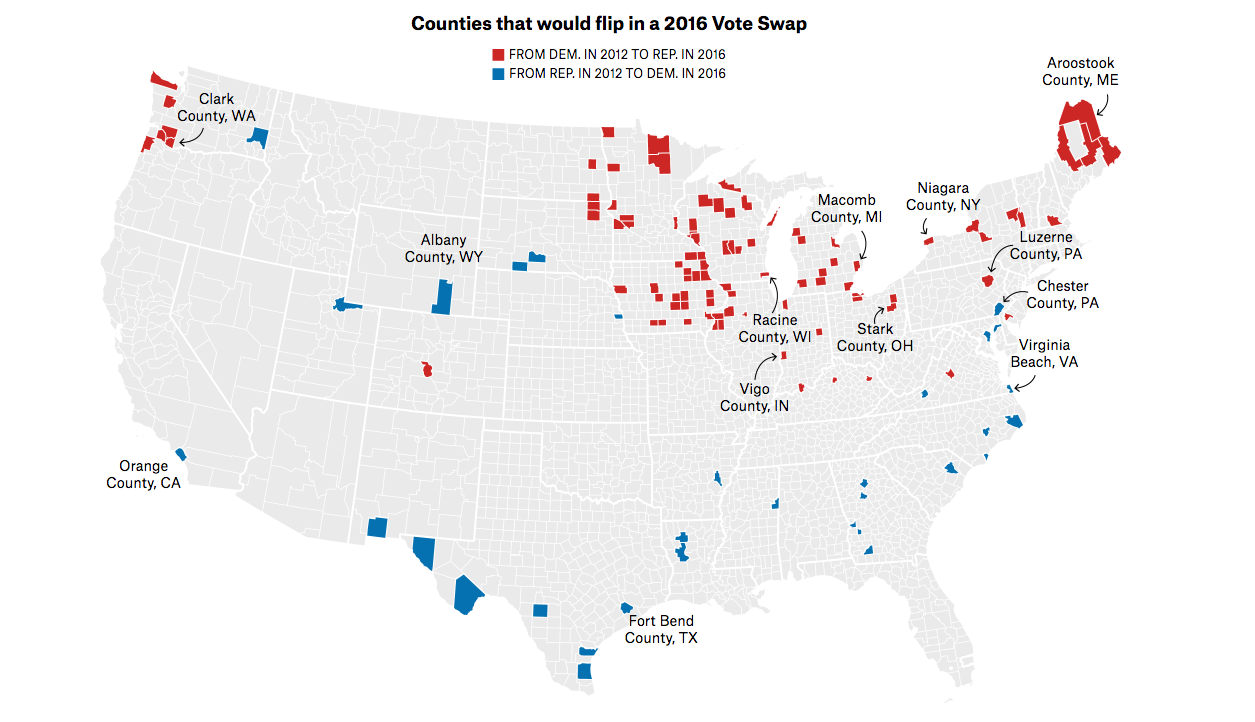 Counties that would flip in a 2016 Vote Swap
FROM DEM. IN 2012 TO REP. IN 2016
FROM REP. IN 2012 TO DEM. IN 2016
Aroostook
County, ME
Clark
County, WA
Niagara
County, NY
Macomb
County, MI
Albany
County, WY
Luzerne
County, PA
Chester
County, PA
Racine
County, WI
Stark
County, OH
Virginia
Beach, VA
Vigo
County, IN
Orange
County, CA
Fort Bend
County, TX